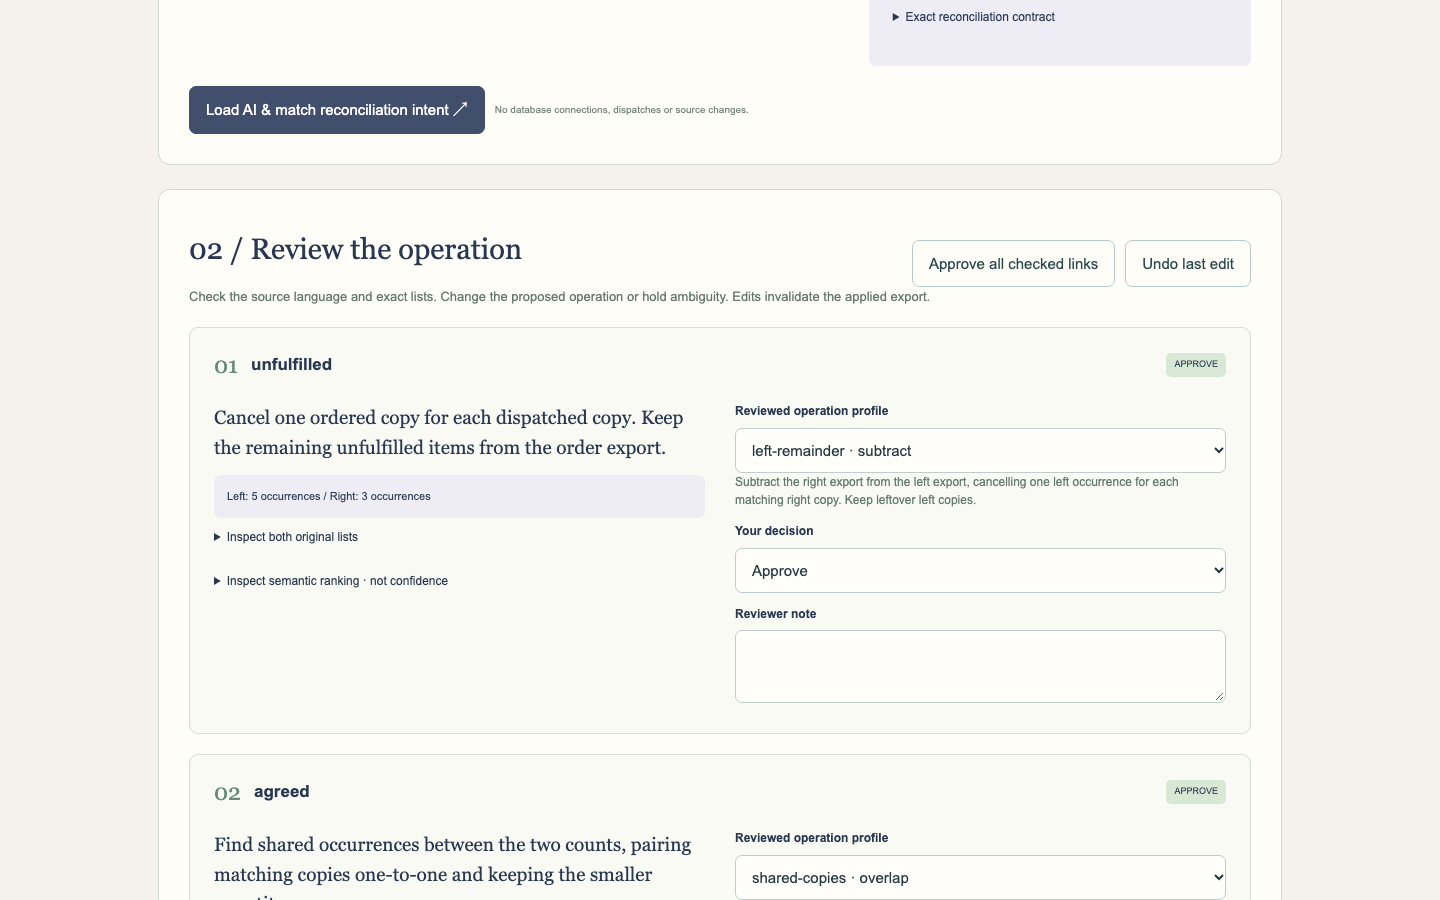 ▶ Exact reconciliation contract
Load AI & match reconciliation intent ↗
No database connections, dispatches or source changes.
02 / Review the operation
Approve all checked links
Undo last edit
Check the source language and exact lists. Change the proposed operation or hold ambiguity. Edits invalidate the applied export.
01 unfulfilled
APPROVE
Cancel one ordered copy for each dispatched copy. Keep
the remaining unfulfilled items from the order export.
Left: 5 occurrences / Right: 3 occurrences
▶ Inspect both original lists
▶ Inspect semantic ranking · not confidence
Reviewed operation profile
left-remainder · subtract
Subtract the right export from the left export, cancelling one left occurrence for each
matching right copy. Keep leftover left copies.
Your decision
Approve
Reviewer note
02 agreed
APPROVE
Find shared occurrences between the two counts, pairing
matching copies one-to-one and keeping the smaller
Reviewed operation profile
shared-copies · overlap